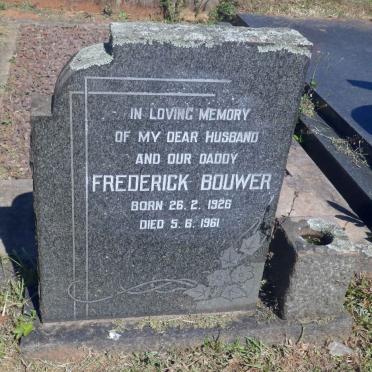 IN LOVING MEMORY
OF MY DEAR HUSBAND
AND OUR DADDY
FREDERICK BOUWER
BORN 26. 2. 1926
DIED 5. 6. 1961